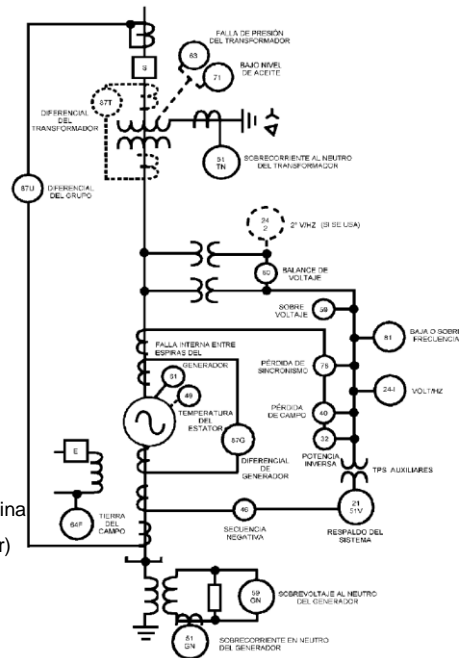 FALLA DE PRESIÓN
DEL TRANSFORMADOR
63
S
71
BAJO NIVEL
DE ACEITE
87T
DIFERENCIAL
DEL
TRANSFORMADOR
51
TN
SOBRECORRIENTE AL NEUTRO
DEL TRANSFORMADOR
87U
DIFERENCIAL
DEL GRUPO
24
2
2° V/HZ (SI SE USA)
60
BALANCE DE
VOLTAJE
SOBRE
VOLTAJE
59
81
BAJA O SOBRE
FRECUENCIA
FALLA INTERNA ENTRE
ESPIRAS DEL
GENERADOR
61
49
TEMPERATURA
DEL
ESTATOR
PÉRDIDA DE
SINCRONISMO
78
24-I
VOLT/HZ
PÉRDIDA
DE CAMPO
40
32
POTENCIA
INVERSA
87G
DIFERENCIAL
DE
GENERADOR
TPS AUXILIARES
E
64F
TIERRA
DEL
CAMPO
ina
r)
46
SECUENCIA
NEGATIVA
21
51V
RESPALDO DEL
SISTEMA
59
GN
SOBREVOLTAJE AL NEUTRO
DEL GENERADOR
51
GN
SOBRECORRIENTE EN NEUTRO
DEL GENERADOR